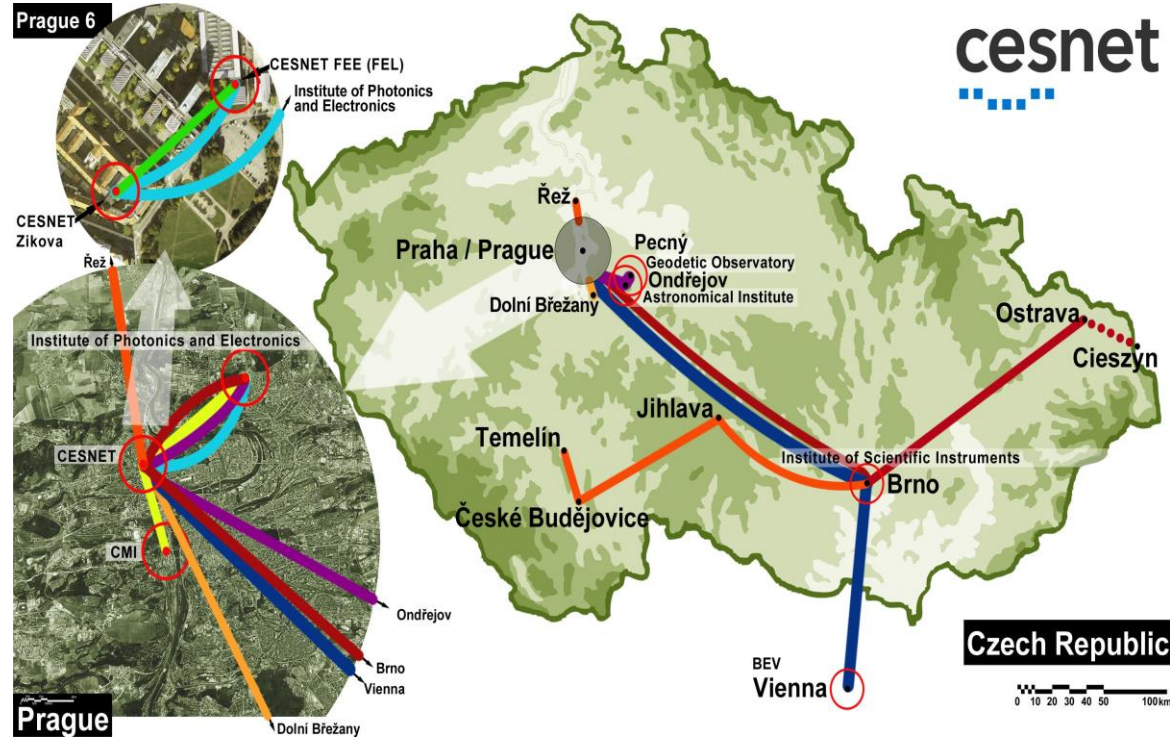 Prague 6
CESNET FEE (FEL)
Institute of Photonics
and Electronics
CESNET
Zikova
Řež
Institute of Photonics and Electronics
CESNET
CMI
Ondřejov
Brno
Vienna
Dolní Břežany
Prague
cesnet
Řež
Praha / Prague
Pecný
Geodetic Observatory
Ondřejov
Astronomical Institute
Dolní Břežany
Ostrava
Cieszyn
Jihlava
Temelín
Institute of Scientific Instruments
Brno
České Budějovice
BEV
Vienna
Czech Republic
0 10 20 30 40 50 100km